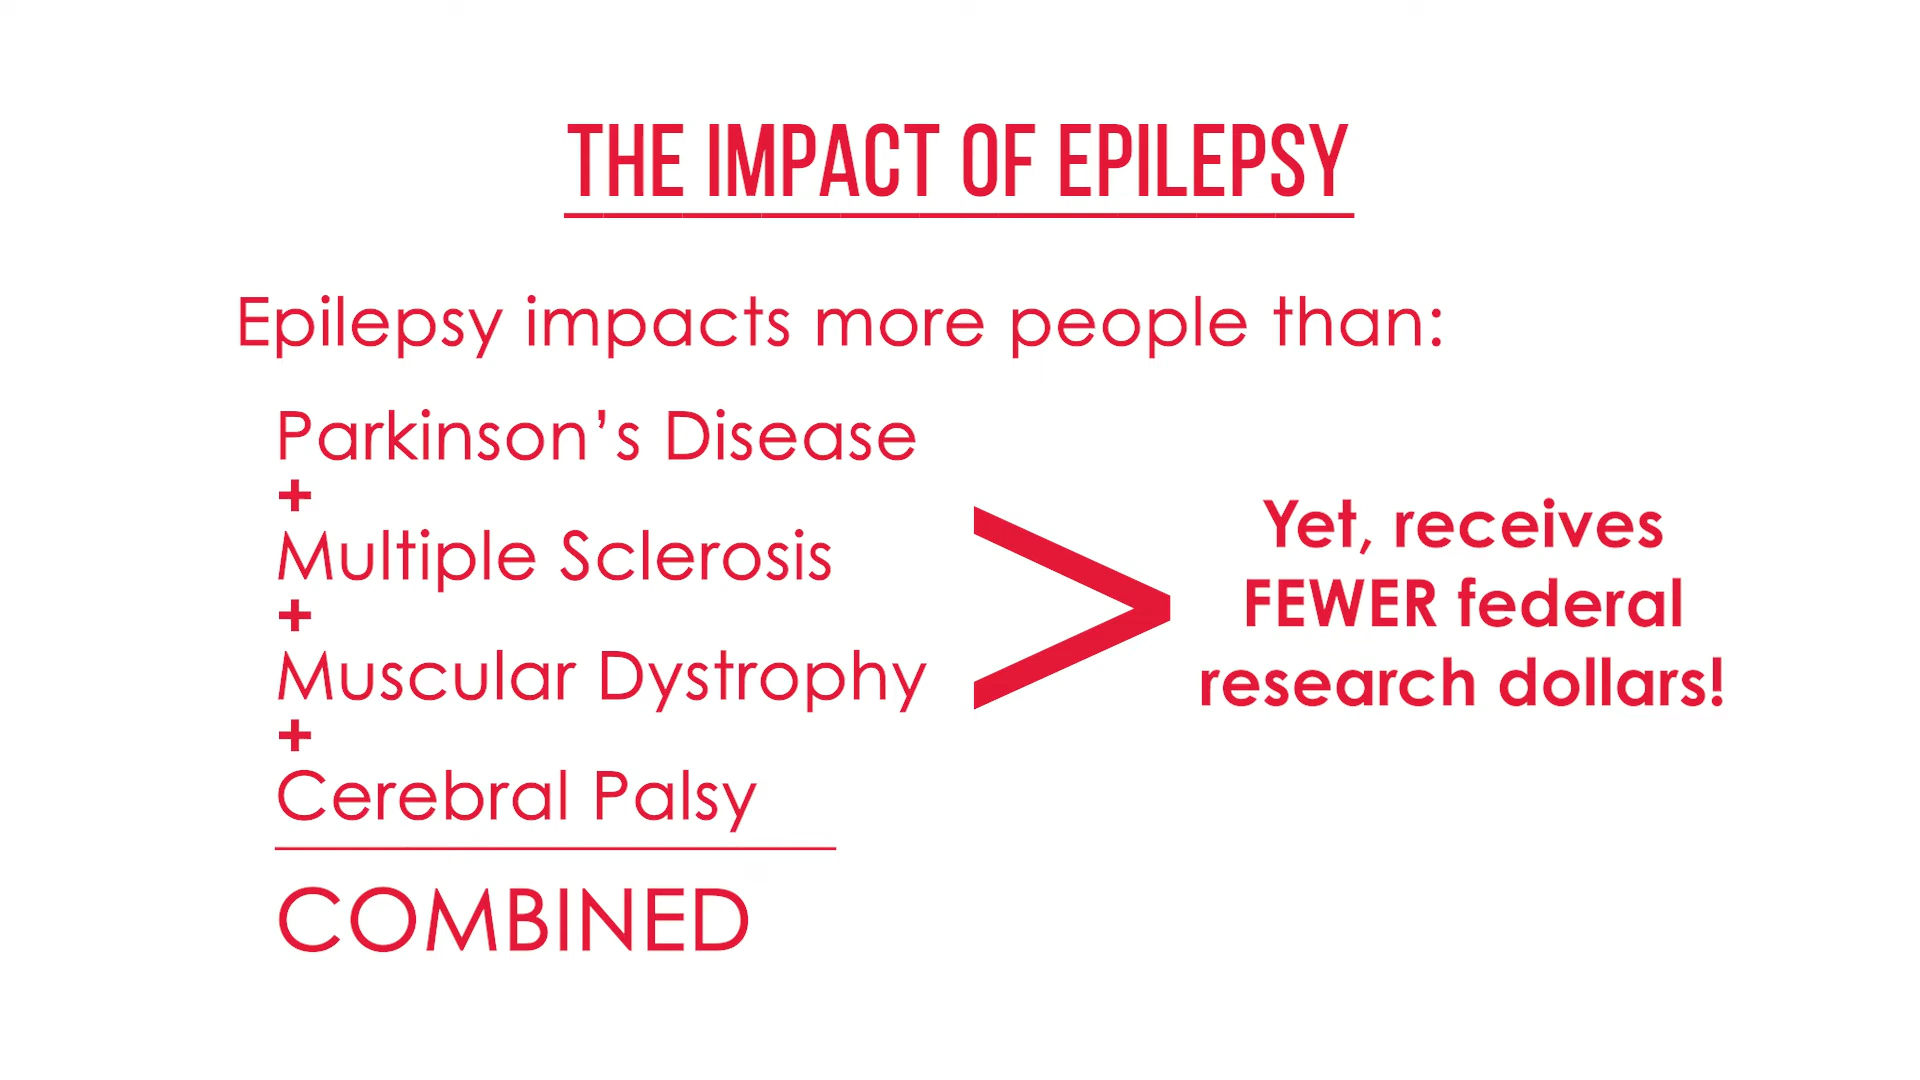 THE IMPACT OF EPILEPSY
Epilepsy impacts more people than:
Parkinson’s Disease
+
Multiple Sclerosis
+
Muscular Dystrophy
+
Cerebral Palsy
COMBINED
>
Yet, receives
FEWER federal
research dollars!